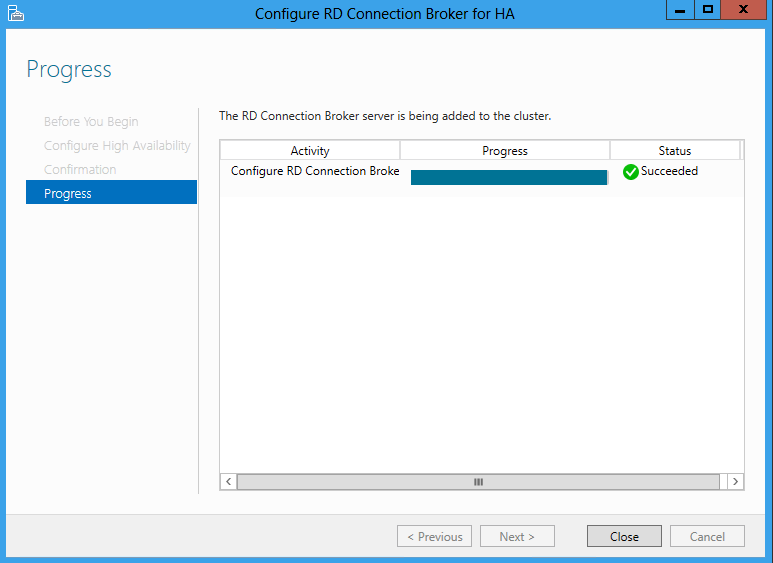 Configure RD Connection Broker for HA
Progress
Before You Begin
Configure High Availability
Confirmation
Progress
The RD Connection Broker server is being added to the cluster.
Activity Progress Status
Configure RD Connection Broke Succeeded
< Previous Next > Close Cancel